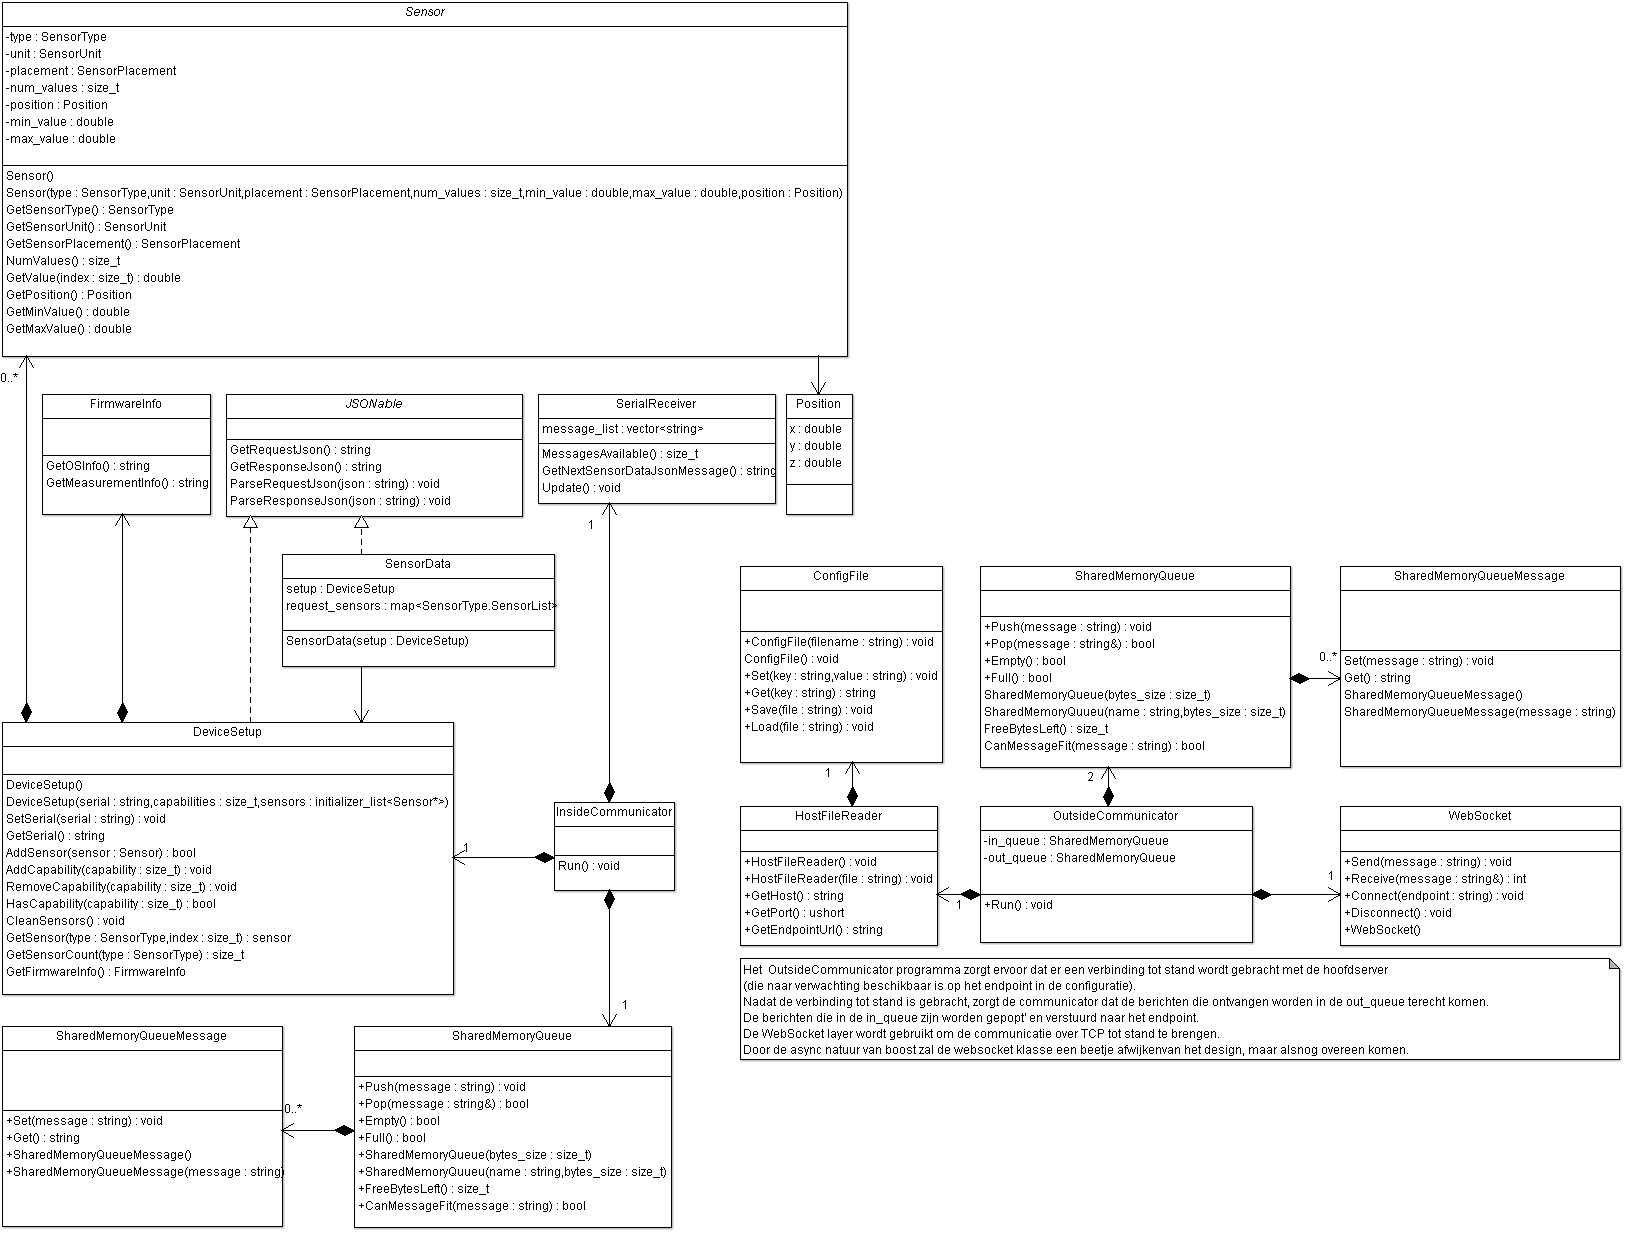 Sensor
-type : SensorType
-unit : SensorUnit
-placement : SensorPlacement
-num_values : size_t
-position : Position
-min_value : double
-max_value : double
Sensor()
Sensor(type : SensorType,unit : SensorUnit,placement : SensorPlacement,num_values : size_t,min_value : double,max_value : double,position : Position)
GetSensorType() : SensorType
GetSensorUnit() : SensorUnit
GetSensorPlacement() : SensorPlacement
NumValues() : size_t
GetValue(index : size_t) : double
GetPosition() : Position
GetMinValue() : double
GetMaxValue() : double
0..*
FirmwareInfo
GetOSInfo() : string
GetMeasurementInfo() : string
JSONable
GetRequestJson() : string
GetResponseJson() : string
ParseRequestJson(json : string) : void
ParseResponseJson(json : string) : void
SerialReceiver
message_list : vector<string>
MessagesAvailable() : size_t
GetNextSensorDataJsonMessage() : string
Update() : void
1
Position
x : double
y : double
z : double
SensorData
setup : DeviceSetup
request_sensors : map<SensorType.SensorList>
SensorData(setup : DeviceSetup)
ConfigFile
+ConfigFile(filename : string) : void
ConfigFile() : void
+Set(key : string,value : string) : void
+Get(key : string) : string
+Save(file : string) : void
+Load(file : string) : void
1
SharedMemoryQueue
+Push(message : string) : void
+Pop(message : string&) : bool
+Empty() : bool
+Full() : bool
SharedMemoryQueue(bytes_size : size_t)
SharedMemoryQuueu(name : string,bytes_size : size_t)
FreeBytesLeft() : size_t
CanMessageFit(message : string) : bool
0..*
2
SharedMemoryQueueMessage
Set(message : string) : void
Get() : string
SharedMemoryQueueMessage()
SharedMemoryQueueMessage(message : string)
DeviceSetup
DeviceSetup()
DeviceSetup(serial : string,capabilities : size_t,sensors : initializer_list<Sensor*>)
SetSerial(serial : string) : void
GetSerial() : string
AddSensor(sensor : Sensor) : bool
AddCapability(capability : size_t) : void
RemoveCapability(capability : size_t) : void
HasCapability(capability : size_t) : bool
CleanSensors() : void
GetSensor(type : SensorType,index : size_t) : sensor
GetSensorCount(type : SensorType) : size_t
GetFirmwareInfo() : FirmwareInfo
1
InsideCommunicator
Run() : void
1
HostFileReader
+HostFileReader() : void
+HostFileReader(file : string) : void
+GetHost() : string
+GetPort() : ushort
+GetEndpointUrl() : string
1
OutsideCommunicator
-in_queue : SharedMemoryQueue
-out_queue : SharedMemoryQueue
+Run() : void
1
WebSocket
+Send(message : string) : void
+Receive(message : string&) : int
+Connect(endpoint : string) : void
+Disconnect() : void
+WebSocket()
Het OutsideCommunicator programma zorgt ervoor dat er een verbinding tot stand wordt gebracht met de hoofdserver
(die naar verwachting beschikbaar is op het endpoint in de configuratie).
Nadat de verbinding tot stand is gebracht, zorgt de communicator dat de berichten die ontvangen worden in de out_queue terecht komen.
De berichten die in de in_queue zijn worden gepopt' en verstuurd naar het endpoint.
De WebSocket layer wordt gebruikt om de communicatie over TCP tot stand te brengen.
Door de async natuur van boost zal de websocket klasse een beetje afwijkenvan het design, maar alsnog overeen komen.
SharedMemoryQueueMessage
+Set(message : string) : void
+Get() : string
+SharedMemoryQueueMessage()
+SharedMemoryQueueMessage(message : string)
0..*
SharedMemoryQueue
+Push(message : string) : void
+Pop(message : string&) : bool
+Empty() : bool
+Full() : bool
+SharedMemoryQueue(bytes_size : size_t)
+SharedMemoryQuueu(name : string,bytes_size : size_t)
+FreeBytesLeft() : size_t
+CanMessageFit(message : string) : bool